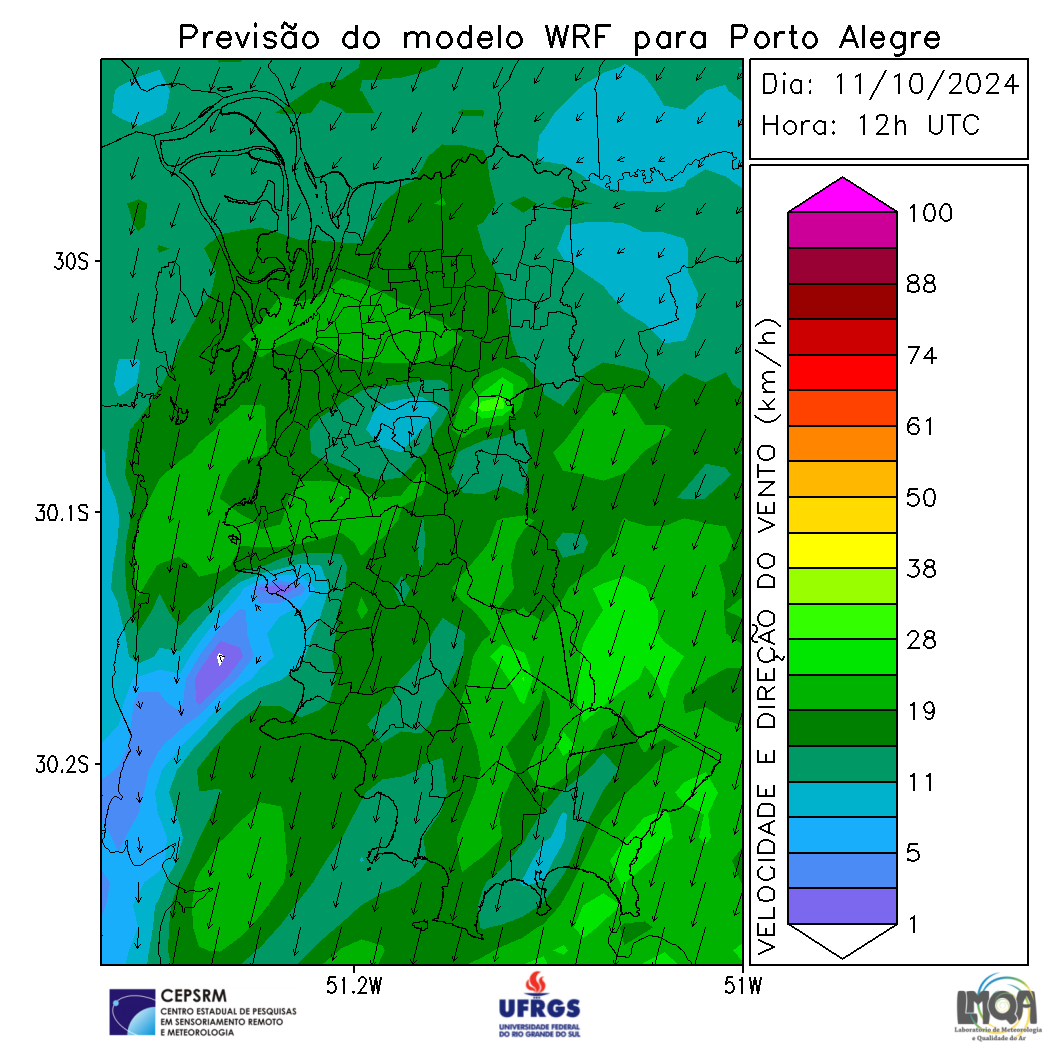 Previsão do modelo WRF para Porto Alegre
Dia: 11/10/2024
Hora: 12h UTC
30S
30.1S
30.2S
51.2W
51W
VELOCIDADE E DIREÇÃO DO VENTO (km/h)
100
88
74
61
50
38
28
19
11
5
1
CEPSRM
CENTRO ESTADUAL DE PESQUISAS
EM SENSORIAMENTO REMOTO
E METEOROLOGIA
UFRGS
UNIVERSIDADE FEDERAL
DO RIO GRANDE DO SUL
LMQA
Laboratório de Meteorologia
e Qualidade do Ar